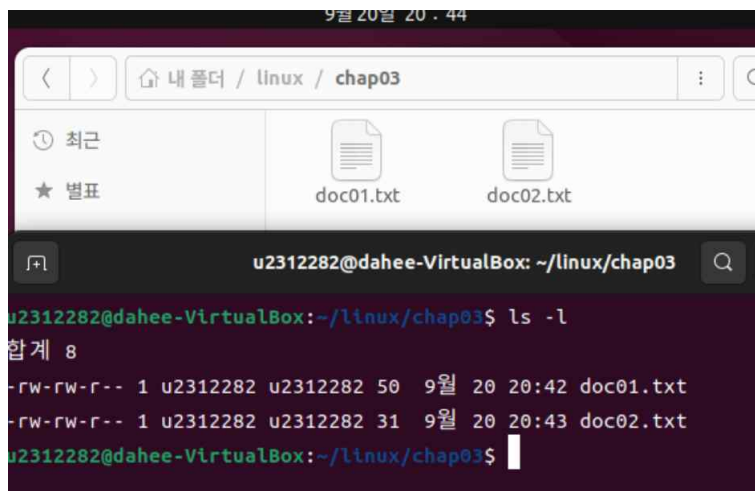 9월 20일 20 : 44
내 폴더 / linux / chap03
최근
별표
doc01.txt
doc02.txt
u2312282@dahee-VirtualBox: ~/linux/chap03
u2312282@dahee-VirtualBox:~/linux/chap03$ ls -l
합계 8
-rw-rw-r-- 1 u2312282 u2312282 50  9월 20 20:42 doc01.txt
-rw-rw-r-- 1 u2312282 u2312282 31  9월 20 20:43 doc02.txt
u2312282@dahee-VirtualBox:~/linux/chap03$